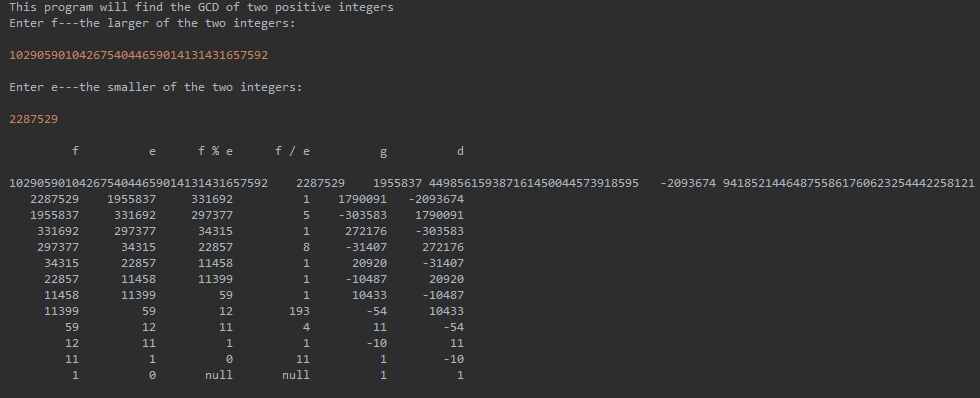 This program will find the GCD of two positive integers
Enter f---the larger of the two integers:
1029059010426754044659014131431657592
Enter e---the smaller of the two integers:
2287529
f e f % e f / e g d
1029059010426754044659014131431657592 2287529 1955837 449856159387161450044573918595 -2093674 941852144648755861760623254442258121
2287529 1955837 331692 1 1790091 -2093674
1955837 331692 297377 5 -303583 1790091
331692 297377 34315 1 272176 -303583
297377 34315 22857 8 -31407 272176
34315 22857 11458 1 20920 -31407
22857 11458 11399 1 -10487 20920
11458 11399 59 1 10433 -10487
11399 59 12 193 -54 10433
59 12 11 4 11 -54
12 11 1 1 -10 11
11 1 0 11 1 -10
1 0 null null 1 1